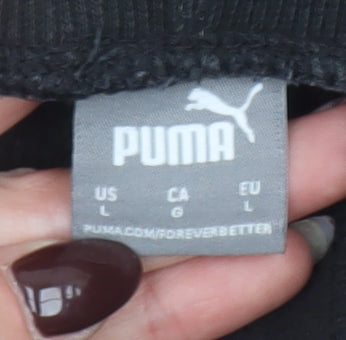 PUMA
US CA EU
L G L
PUMA.COM/FOREVERBETTER